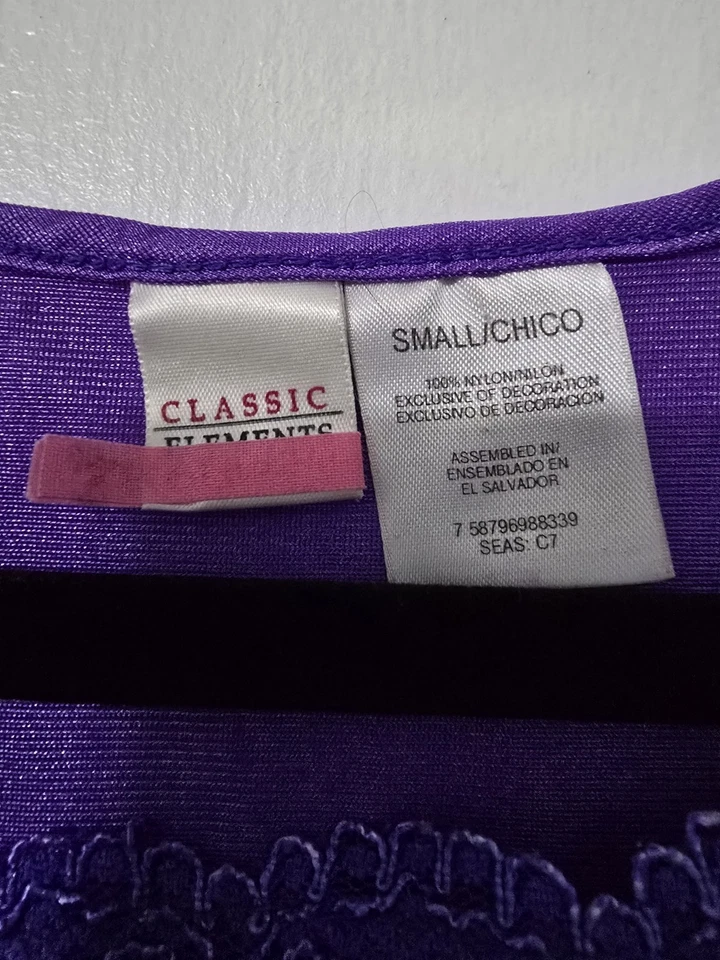 CLASSIC
ELEMENTS
SMALL/CHICO
100% NYLON/NILON
EXCLUSIVE OF DECORATION
EXCLUSIVO DE DECORACION
ASSEMBLED IN/
ENSEMBLADO EN
EL SALVADOR
7 58796988339
SEAS: C7